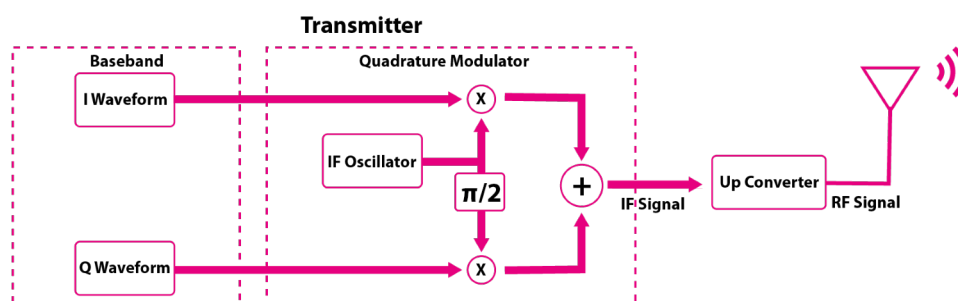 Transmitter
Baseband
Quadrature Modulator
I Waveform
X
IF Oscillator
π/2
+
IF Signal
Up Converter
RF Signal
Q Waveform
X